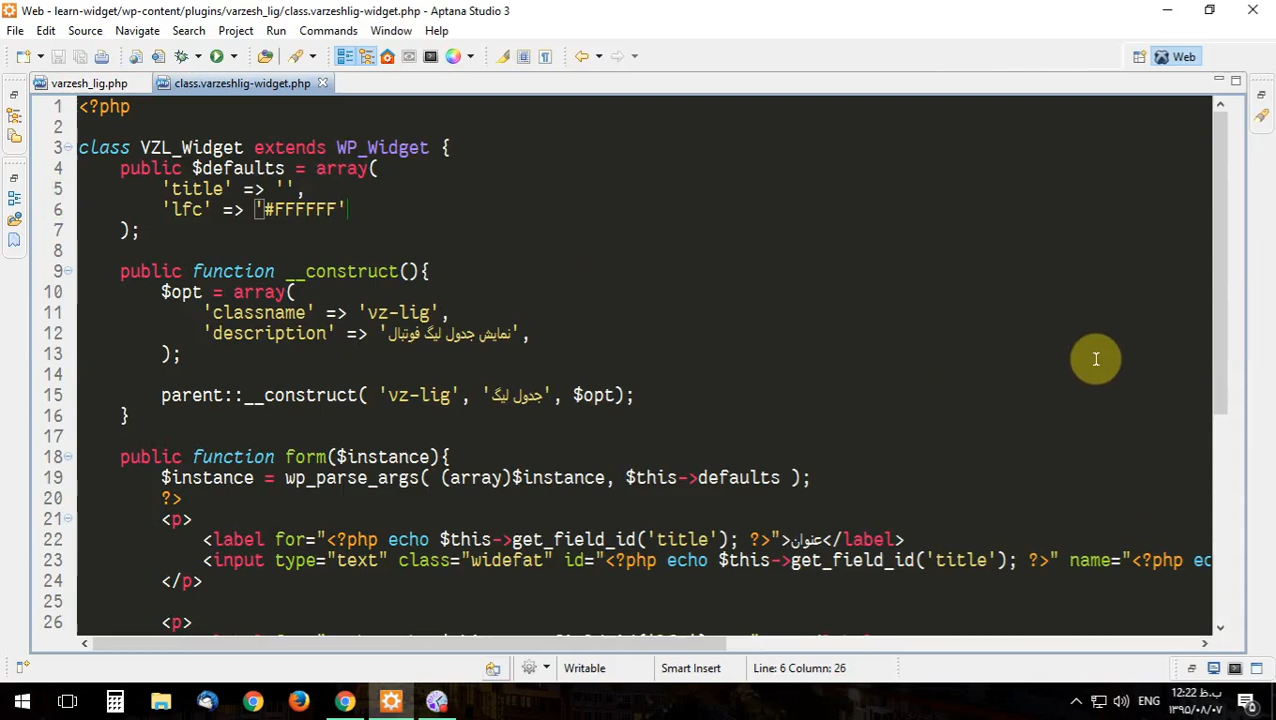 Web - learn-widget/wp-content/plugins/varzesh_lig/class.varzeshlig-widget.php - Aptana Studio 3
File Edit Source Navigate Search Project Run Commands Window Help
Web
varzesh_lig.php class.varzeshlig-widget.php
1 <?php
2
3 class VZL_Widget extends WP_Widget {
4 public $defaults = array(
5 'title' => '',
6 'lfc' => '#FFFFFF'
7 );
8
9 public function __construct(){
10 $opt = array(
11 'classname' => 'vz-lig',
12 'description' => 'نمایش جدول لیگ فوتبال',
13 );
14
15 parent::__construct( 'vz-lig', 'جدول لیگ', $opt);
16 }
17
18 public function form($instance){
19 $instance = wp_parse_args( (array)$instance, $this->defaults );
20 ?>
21 <p>
22 <label for="<?php echo $this->get_field_id('title'); ?>">عنوان</label>
23 <input type="text" class="widefat" id="<?php echo $this->get_field_id('title'); ?>" name="<?php ec
24 </p>
25
26 <p>
Writable Smart Insert Line: 6 Column: 26
ENG
12:22 ب.ظ
۱۳۹۵/۰۸/۰۷